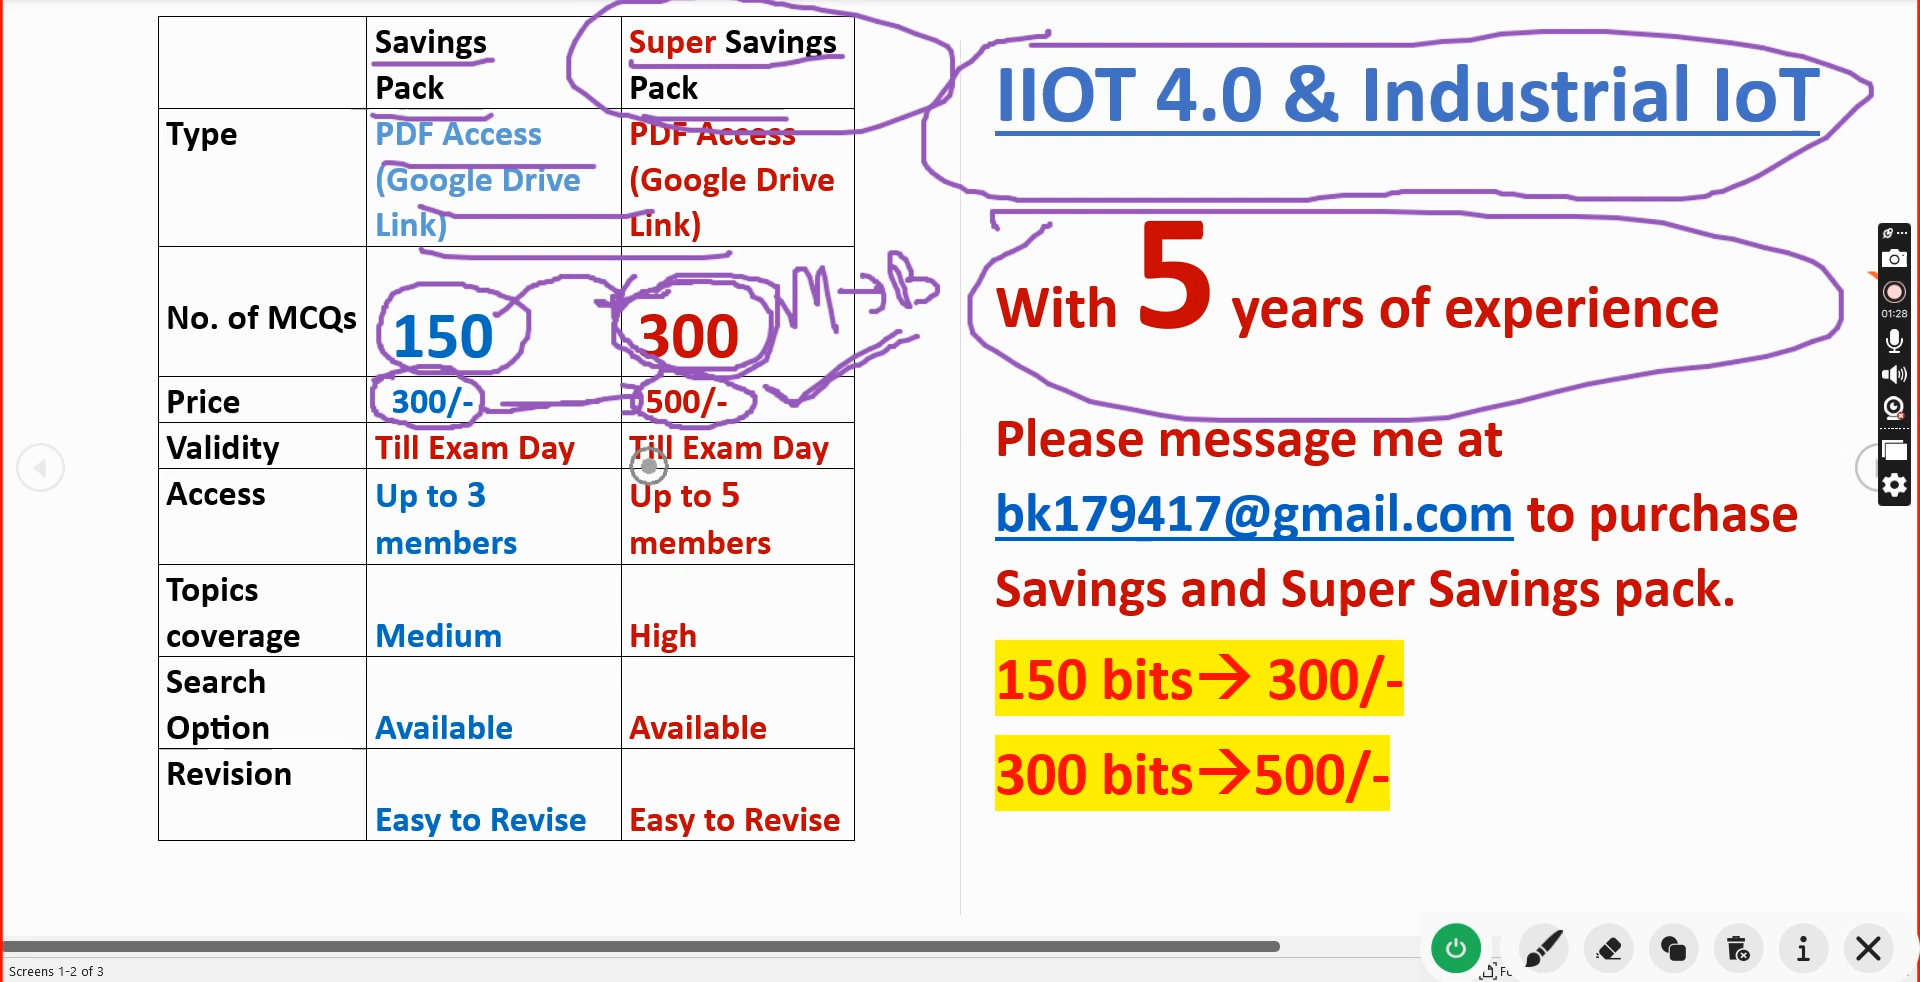 Savings Super Savings
Pack Pack
Type PDF Access PDF Access
(Google Drive (Google Drive
Link) Link)
No. of MCQs 150 300 M→B
Price 300/- 500/-
Validity Till Exam Day Till Exam Day
Access Up to 3 Up to 5
members members
Topics
coverage Medium High
Search
Option Available Available
Revision
Easy to Revise Easy to Revise
IIOT 4.0 & Industrial IoT
With 5 years of experience
Please message me at
bk179417@gmail.com to purchase
Savings and Super Savings pack.
150 bits→ 300/-
300 bits→500/-
01:28
Screens 1-2 of 3